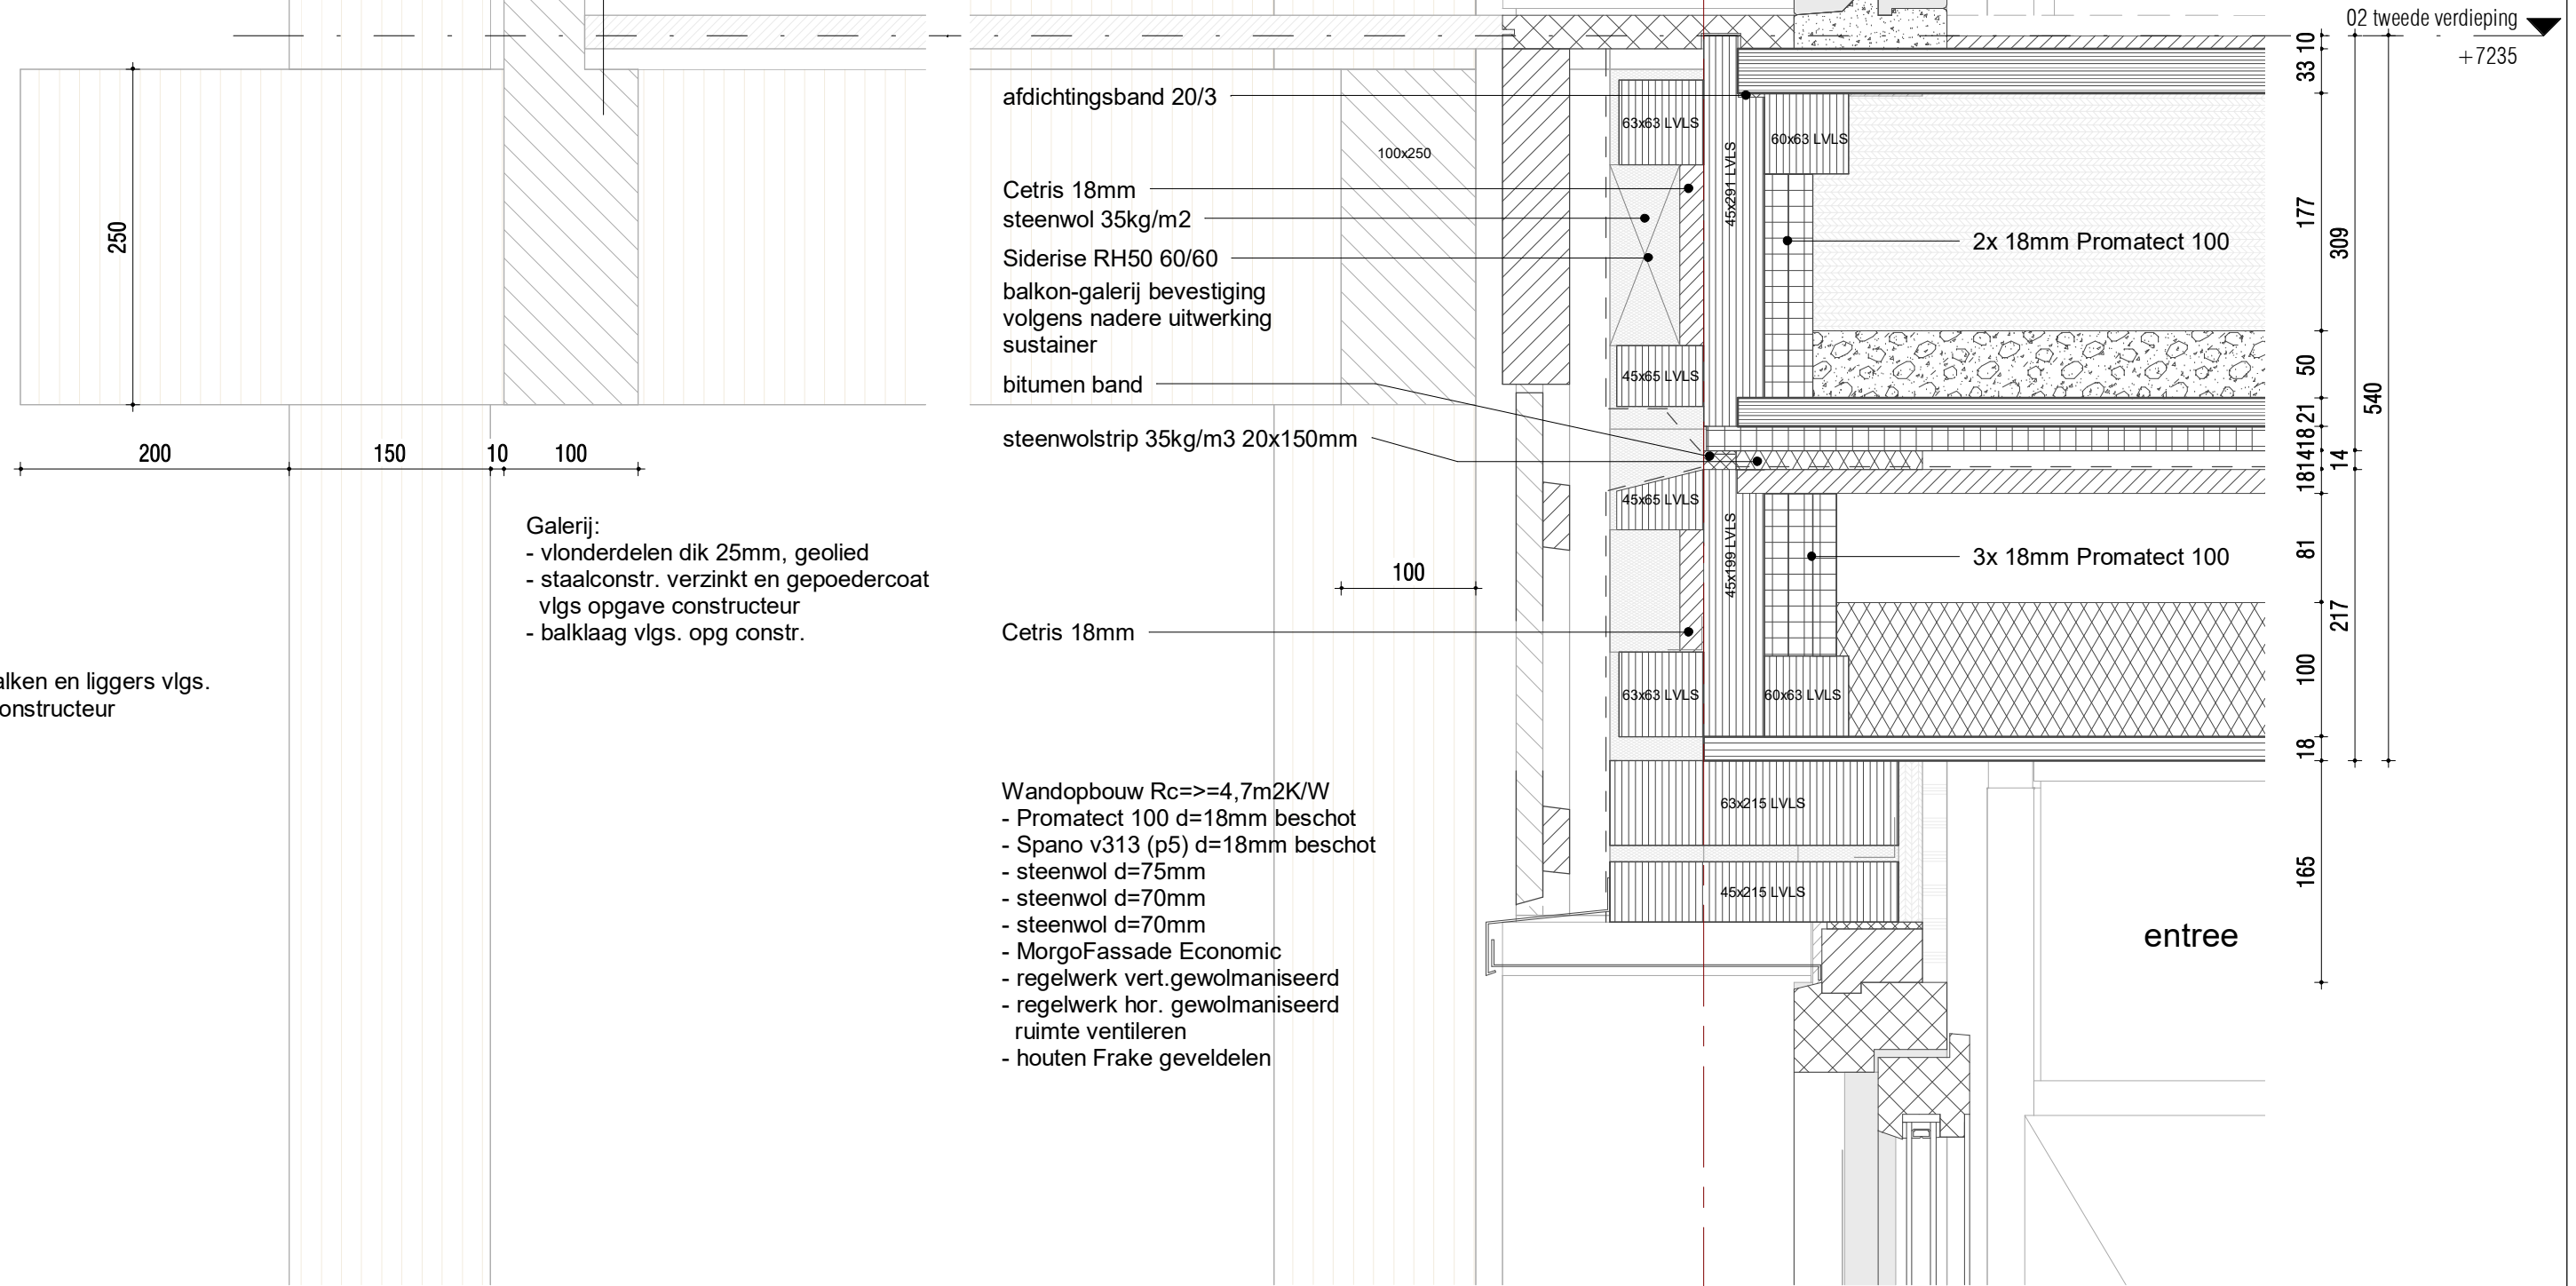 02 tweede verdieping
+7235
afdichtingsband 20/3
Cetris 18mm
steenwol 35kg/m2
Siderise RH50 60/60
balkon-galerij bevestiging
volgens nadere uitwerking
sustainer
bitumen band
steenwolstrip 35kg/m3 20x150mm
Cetris 18mm
100x250
63x63 LVLS
45x291 LVLS
60x63 LVLS
2x 18mm Promatect 100
45x65 LVLS
45x65 LVLS
45x199 LVLS
3x 18mm Promatect 100
63x63 LVLS
60x63 LVLS
63x215 LVLS
45x215 LVLS
entree
250
200
150
10
100
100
Galerij:
- vlonderdelen dik 25mm, geolied
- staalconstr. verzinkt en gepoedercoat
vlgs opgave constructeur
- balklaag vlgs. opg constr.
alken en liggers vlgs.
onstructeur
Wandopbouw Rc=>=4,7m2K/W
- Promatect 100 d=18mm beschot
- Spano v313 (p5) d=18mm beschot
- steenwol d=75mm
- steenwol d=70mm
- steenwol d=70mm
- MorgoFassade Economic
- regelwerk vert.gewolmaniseerd
- regelwerk hor. gewolmaniseerd
ruimte ventileren
- houten Frake geveldelen
10
33
177
50
21
18
14
18
81
100
18
165
309
14
217
540